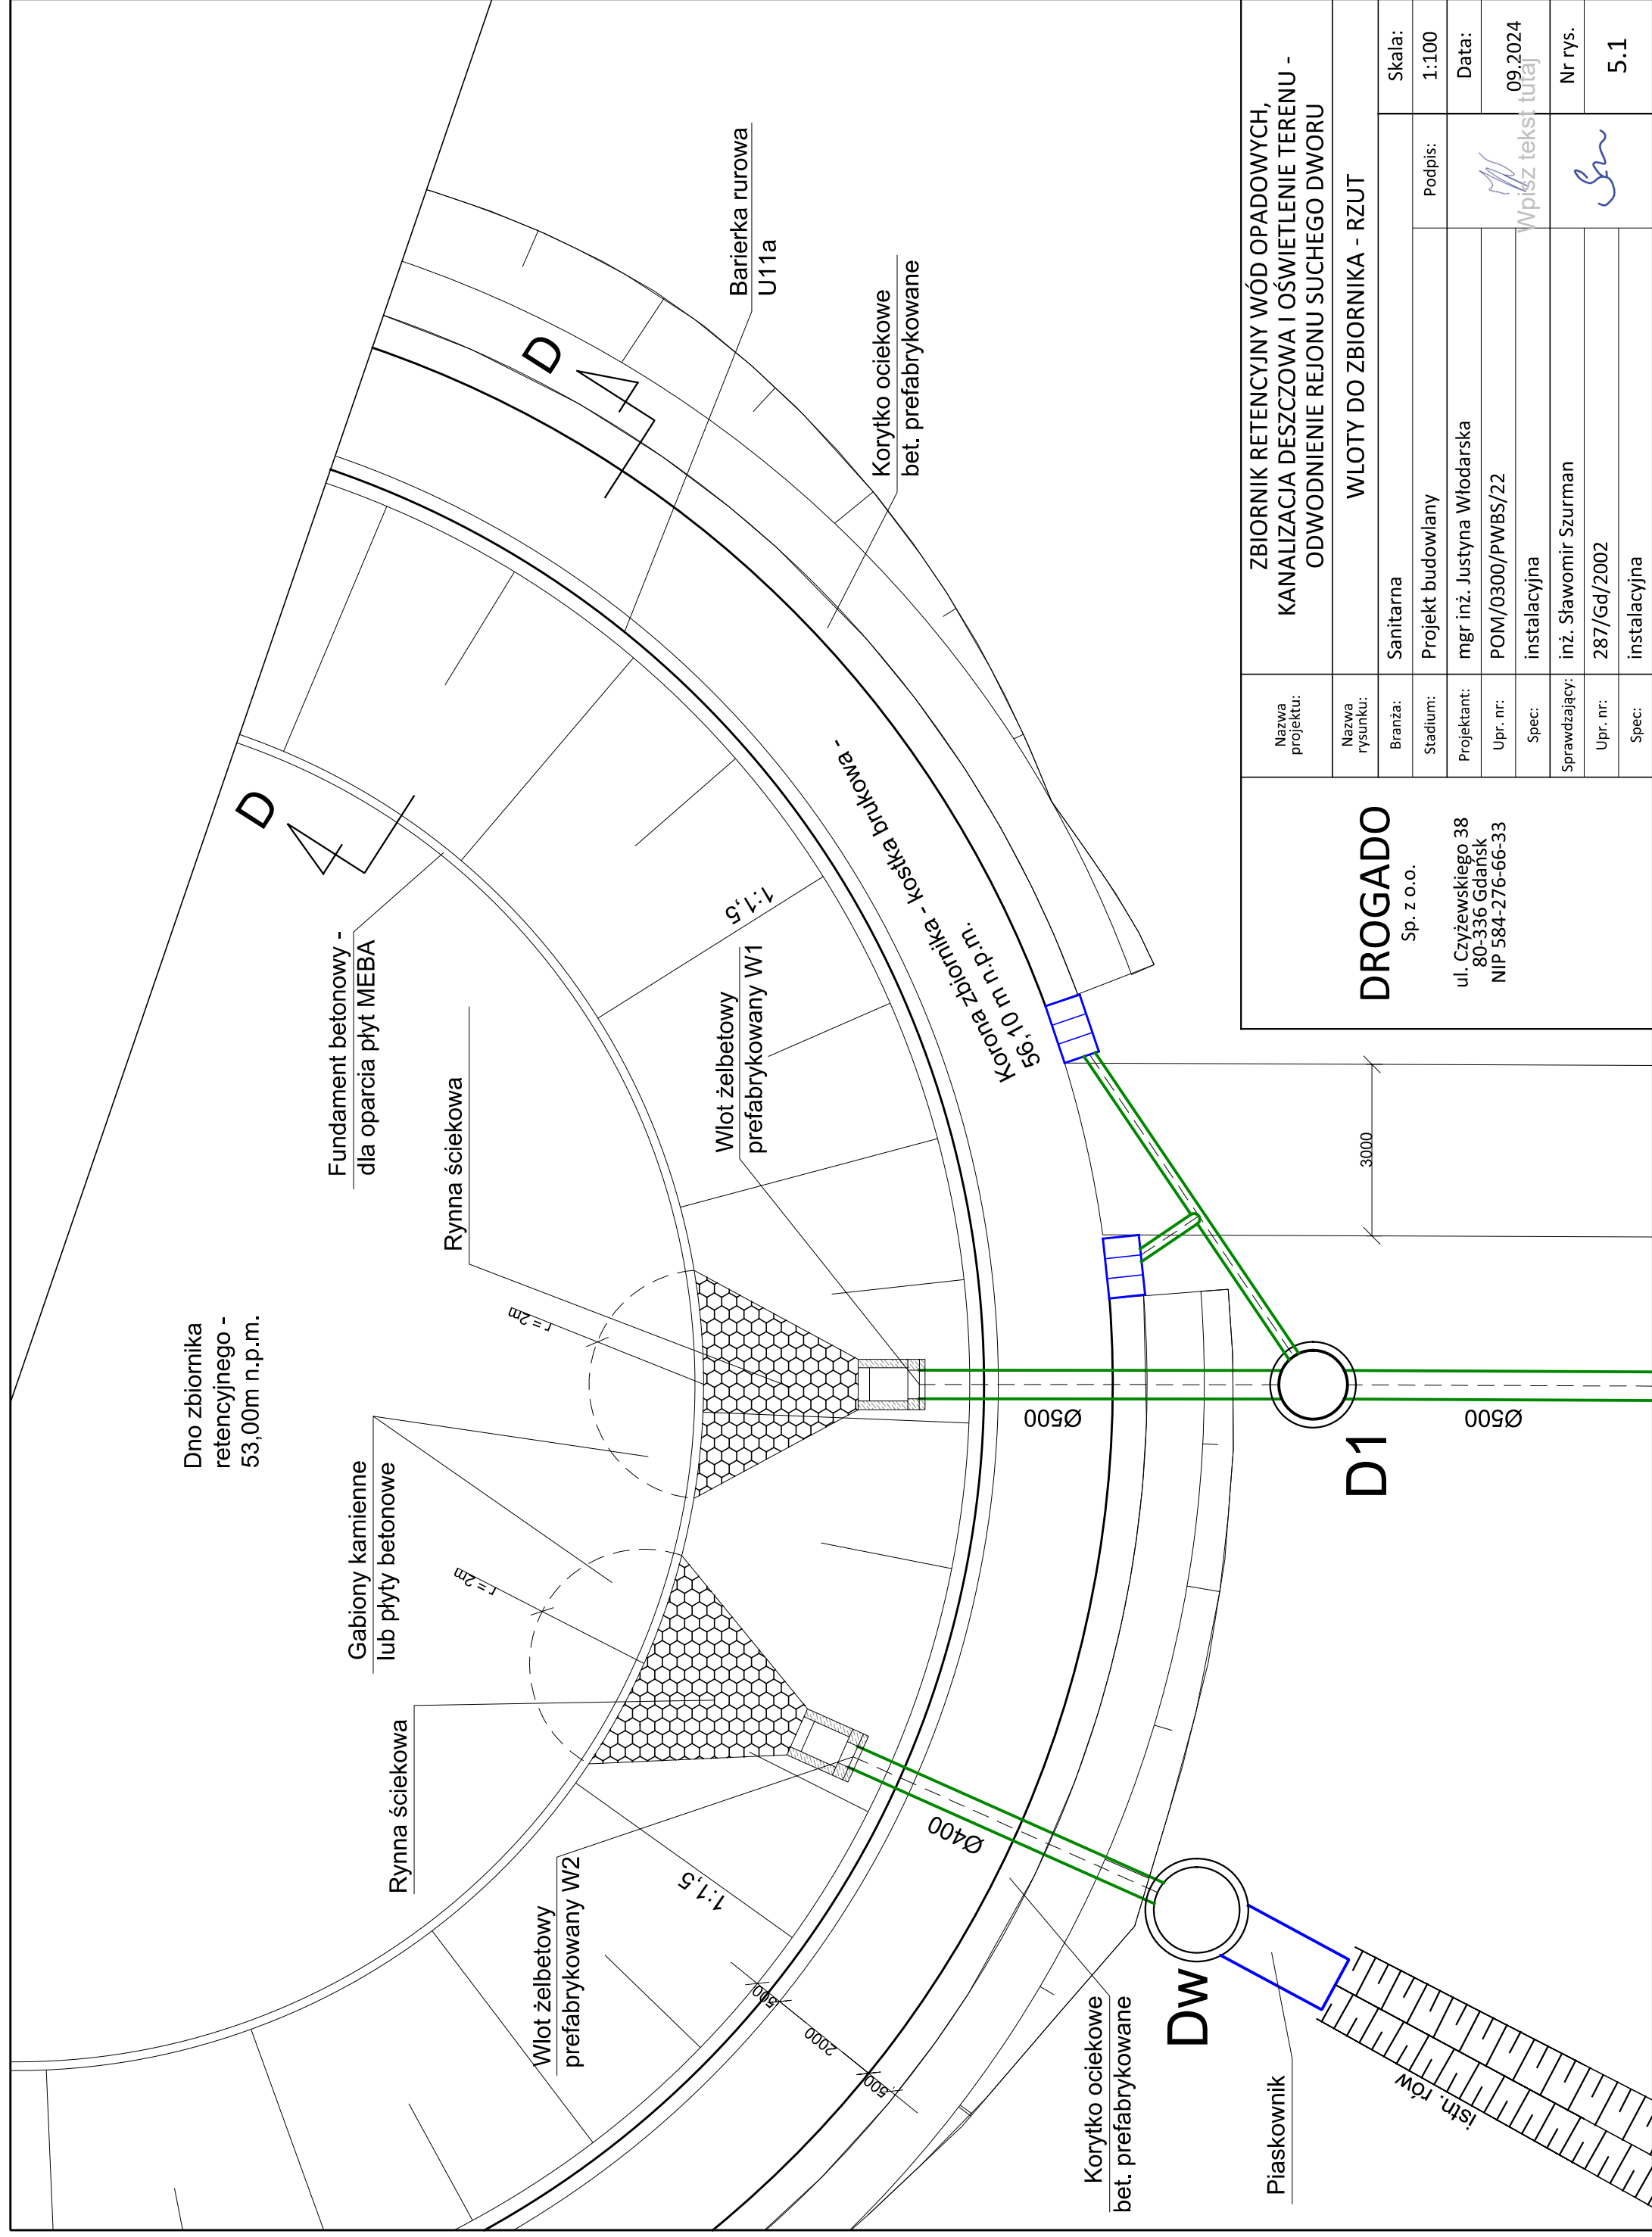 Dno zbiornika
retencyjnego -
53,00m n.p.m.
Gabiony kamienne
lub płyty betonowe
Rynna ściekowa
Rynna ściekowa
Fundament betonowy -
dla oparcia płyt MEBA
D
D
Barierka rurowa
U11a
Korytko ociekowe
bet. prefabrykowane
Wlot żelbetowy
prefabrykowany W1
Wlot żelbetowy
prefabrykowany W2
r = 2m
r = 2m
1:1,5
1:1,5
Korona zbiornika - kostka brukowa -
56,10 m n.p.m.
Ø500
Ø500
Ø400
D1
Dw
3000
500
2000
500
Korytko ociekowe
bet. prefabrykowane
Piaskownik
istn. rów
DROGADO
Sp. z o.o.
ul. Czyżewskiego 38
80-336 Gdańsk
NIP 584-276-66-33
Nazwa
projektu:
ZBIORNIK RETENCYJNY WÓD OPADOWYCH,
KANALIZACJA DESZCZOWA I OŚWIETLENIE TERENU -
ODWODNIENIE REJONU SUCHEGO DWORU
Nazwa
rysunku:
WLOTY DO ZBIORNIKA - RZUT
Branża:
Sanitarna
Skala:
Stadium:
Projekt budowlany
Podpis:
1:100
Projektant:
mgr inż. Justyna Włodarska
Data:
Upr. nr:
POM/0300/PWBS/22
09.2024
Spec:
instalacyjna
Wpisz tekst tutaj
Sprawdzający:
inż. Sławomir Szurman
Nr rys.
Upr. nr:
287/Gd/2002
5.1
Spec:
instalacyjna